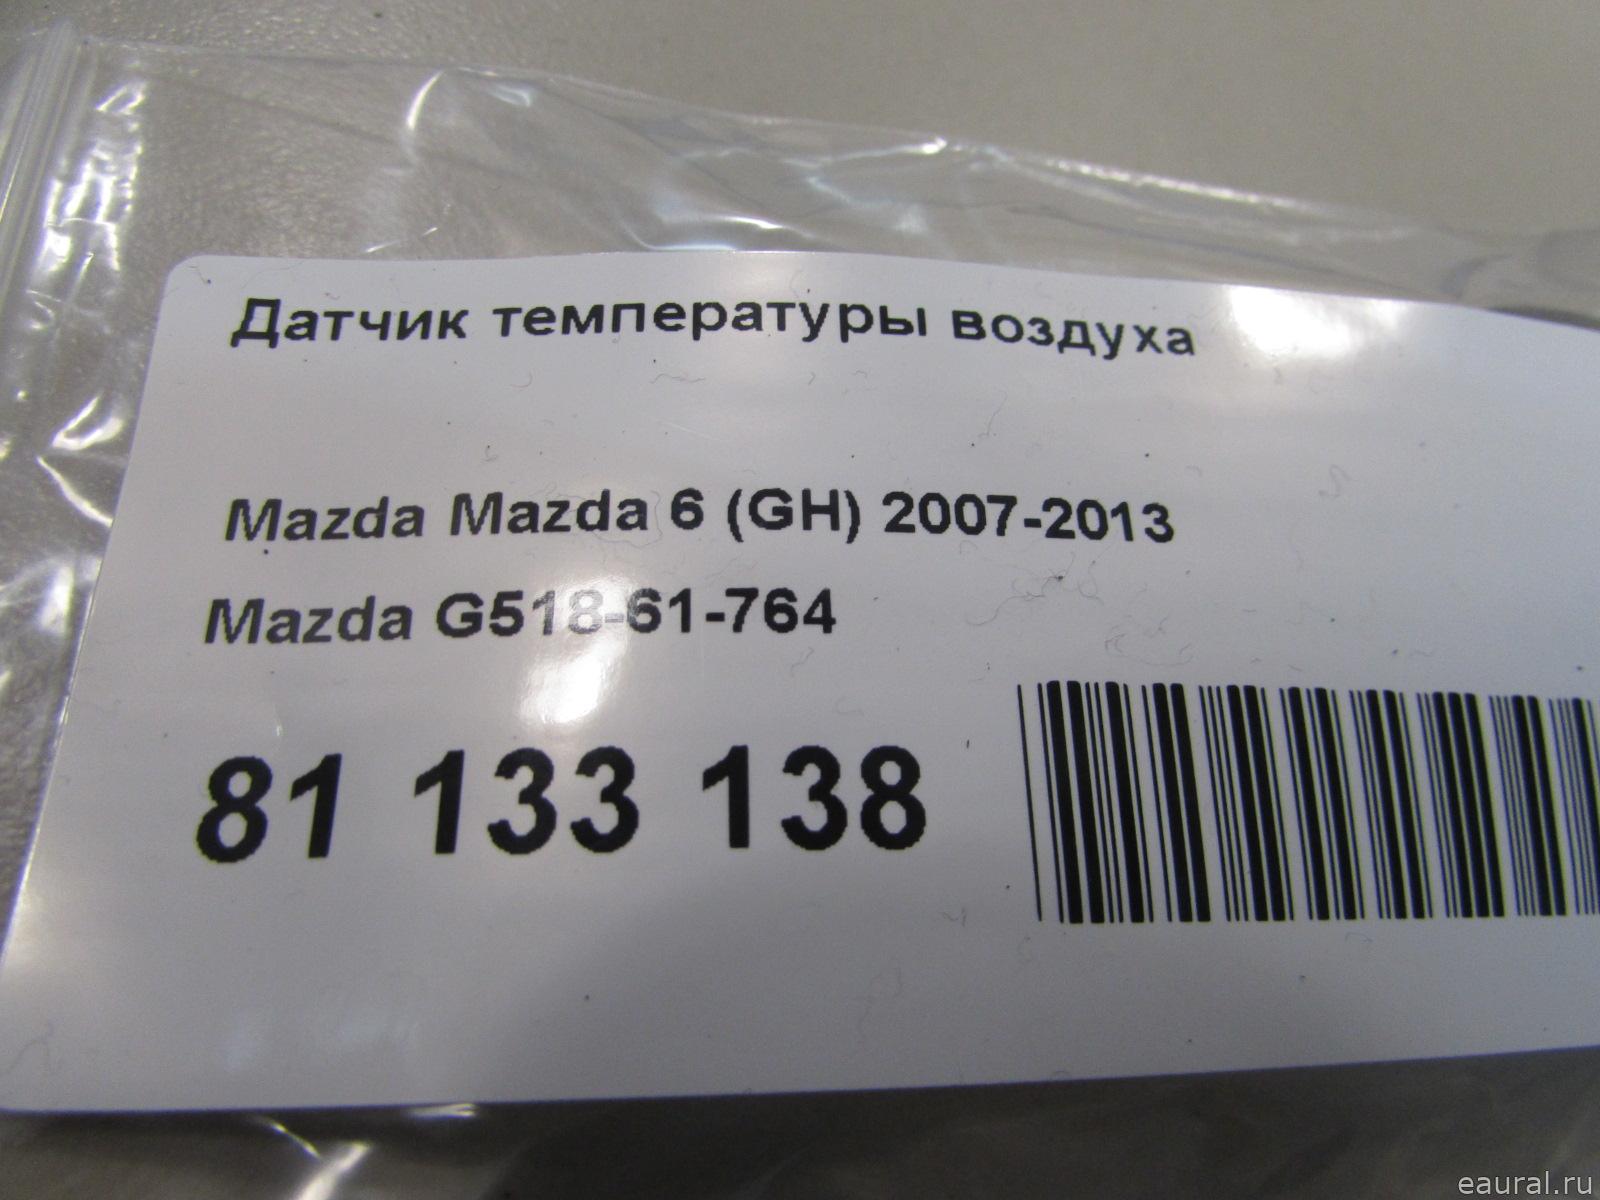 Датчик температуры воздуха
Mazda Mazda 6 (GH) 2007-2013
Mazda G518-61-764
81 133 138
eaural.ru